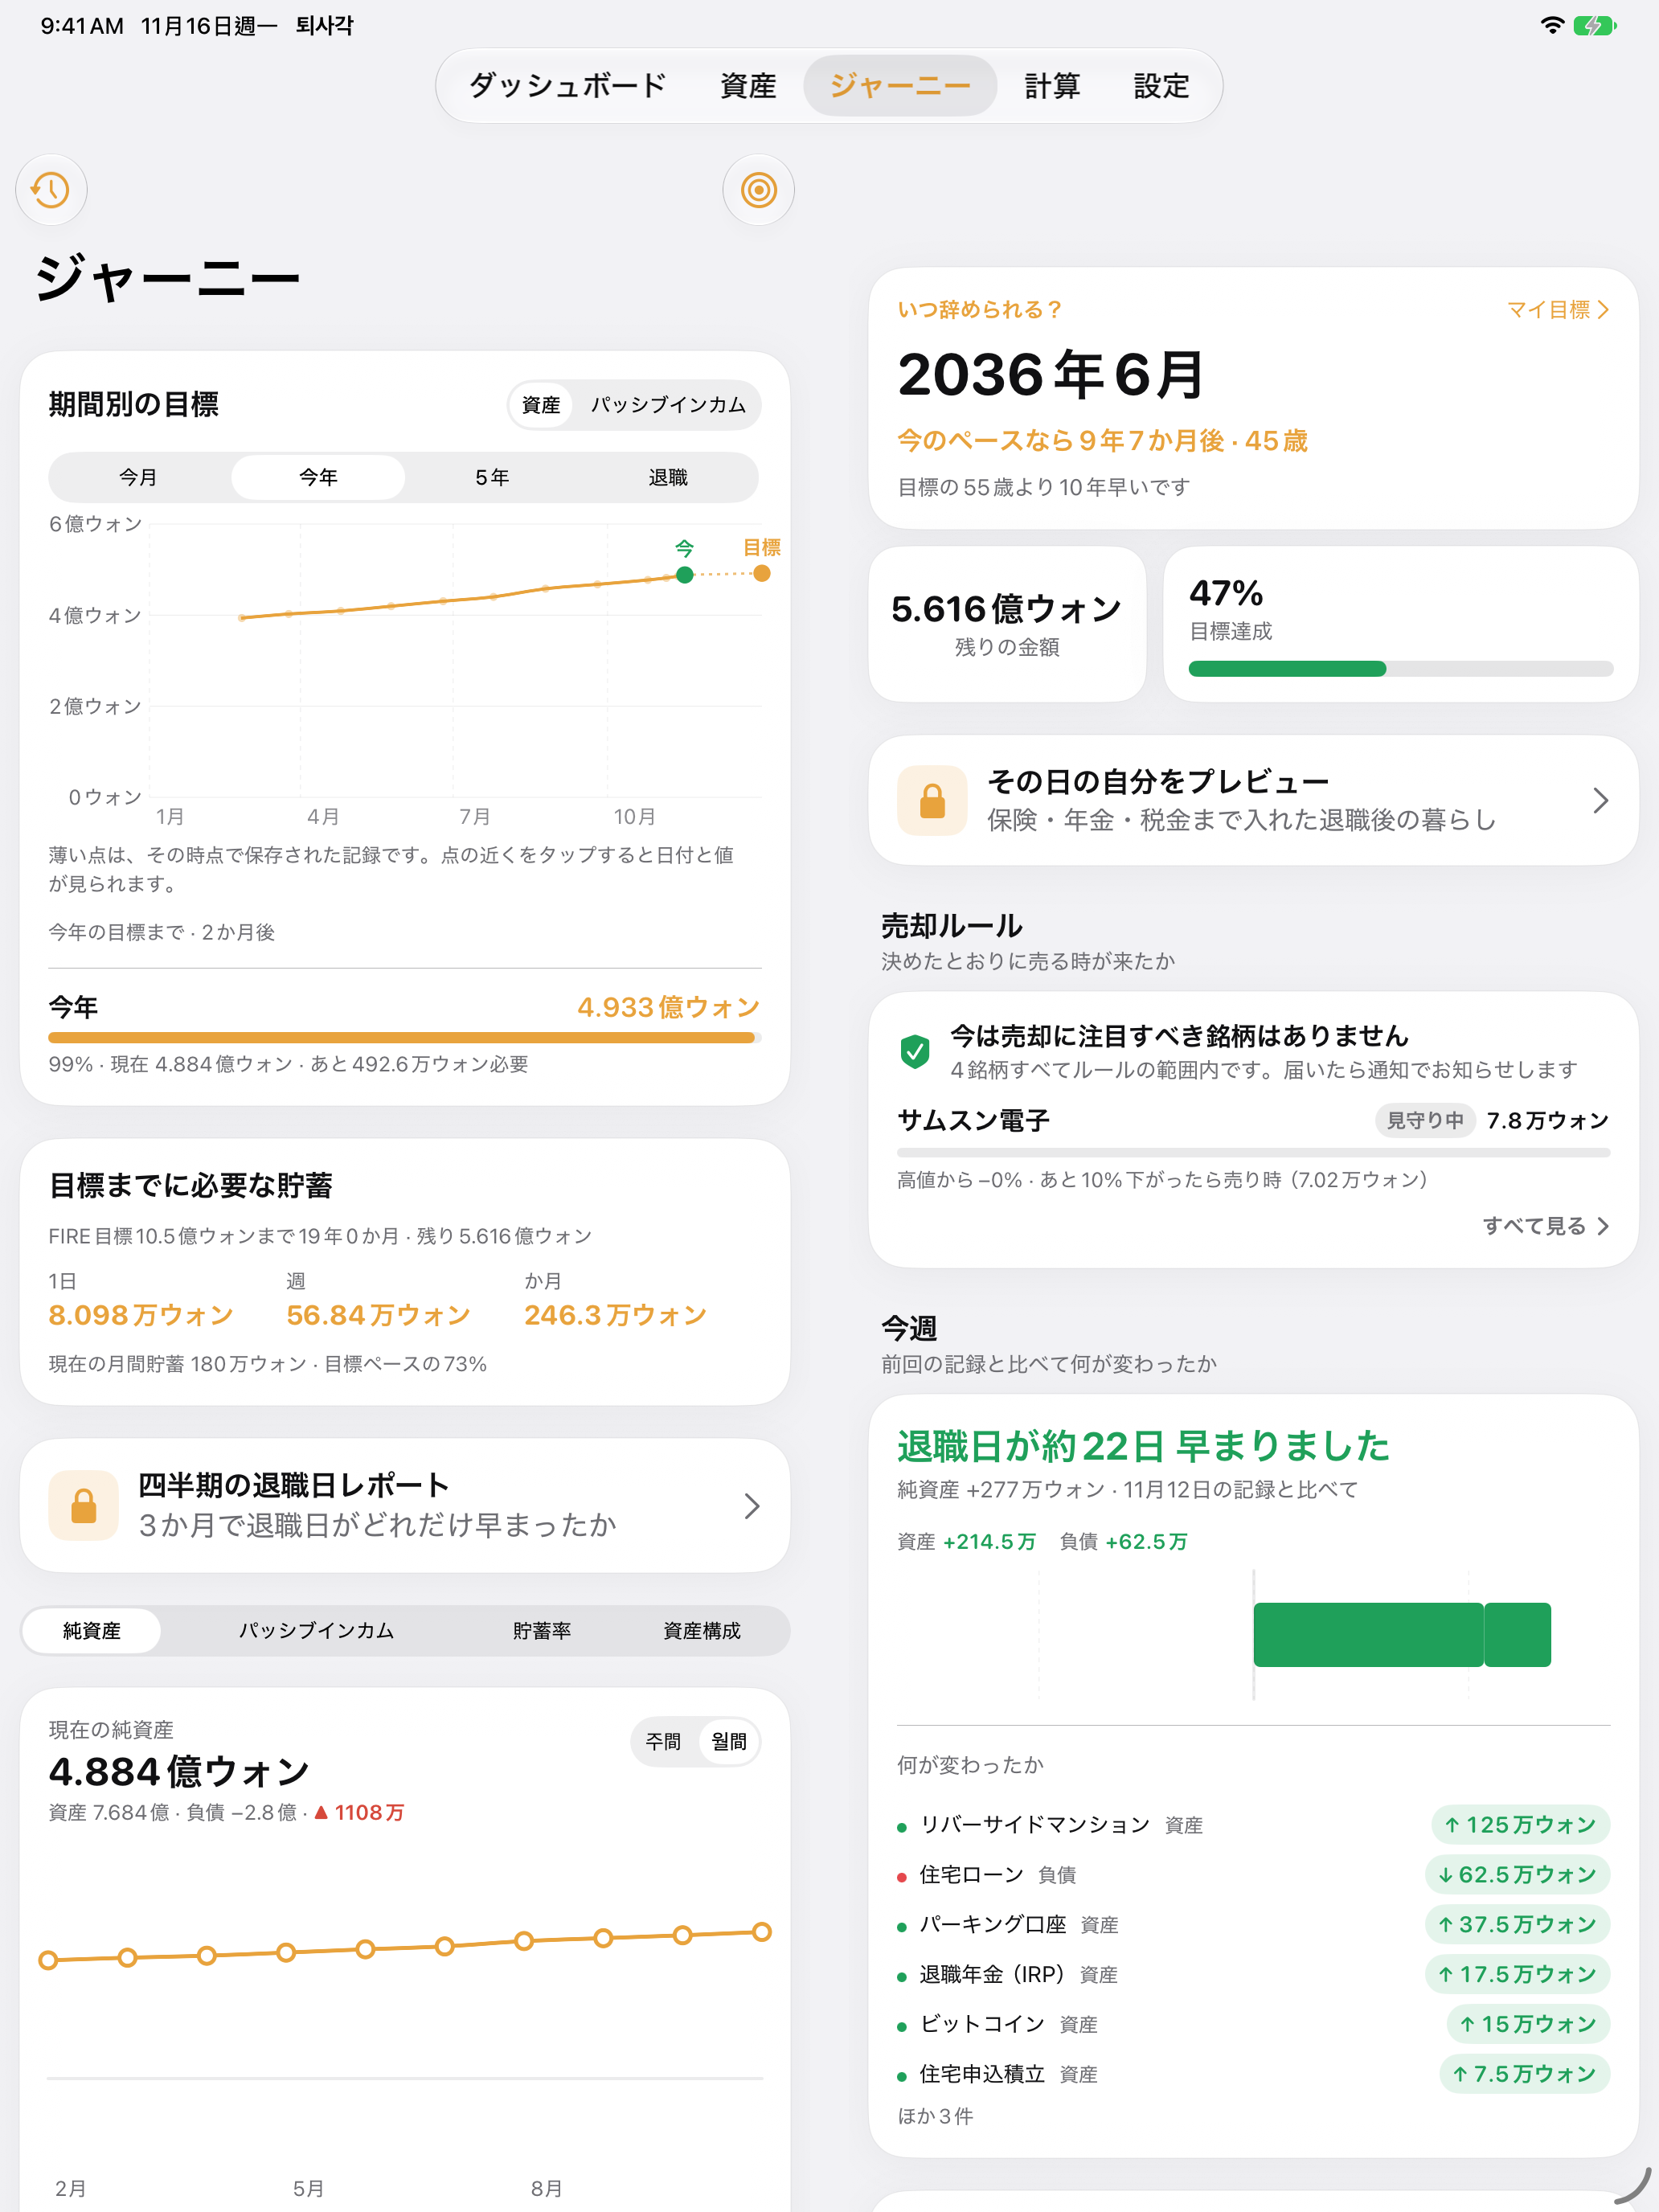 9:41 AM 11月16日週一 퇴사각
ダッシュボード 資産 ジャーニー 計算 設定
ジャーニー
期間別の目標
資産 パッシブインカム
今月 今年 5年 退職
6億ウォン
4億ウォン
2億ウォン
0ウォン
今
目標
1月 4月 7月 10月
薄い点は、その時点で保存された記録です。点の近くをタップすると日付と値
が見られます。
今年の目標まで · 2か月後
今年 4.933億ウォン
99% · 現在 4.884億ウォン · あと492.6万ウォン必要
目標までに必要な貯蓄
FIRE目標10.5億ウォンまで19年0か月 · 残り5.616億ウォン
1日 週 か月
8.098万ウォン 56.84万ウォン 246.3万ウォン
現在の月間貯蓄 180万ウォン · 目標ペースの73%
四半期の退職日レポート
3か月で退職日がどれだけ早まったか
純資産 パッシブインカム 貯蓄率 資産構成
現在の純資産
주間 월間
4.884億ウォン
資産 7.684億 · 負債 −2.8億 · ▲ 1108万
2月 5月 8月
いつ辞められる？ マイ目標
2036年6月
今のペースなら9年7か月後 · 45歳
目標の55歳より10年早いです
5.616億ウォン
残りの金額
47%
目標達成
その日の自分をプレビュー
保険・年金・税金まで入れた退職後の暮らし
売却ルール
決めたとおりに売る時が来たか
今は売却に注目すべき銘柄はありません
4銘柄すべてルールの範囲内です。届いたら通知でお知らせします
サムスン電子 見守り中 7.8万ウォン
高値から −0% · あと10%下がったら売り時（7.02万ウォン）
すべて見る
今週
前回の記録と比べて何が変わったか
退職日が約22日 早まりました
純資産 +277万ウォン · 11月12日の記録と比べて
資産 +214.5万 負債 +62.5万
何が変わったか
リバーサイドマンション 資産 ↑ 125万ウォン
住宅ローン 負債 ↓ 62.5万ウォン
パーキング口座 資産 ↑ 37.5万ウォン
退職年金（IRP） 資産 ↑ 17.5万ウォン
ビットコイン 資産 ↑ 15万ウォン
住宅申込積立 資産 ↑ 7.5万ウォン
ほか3件